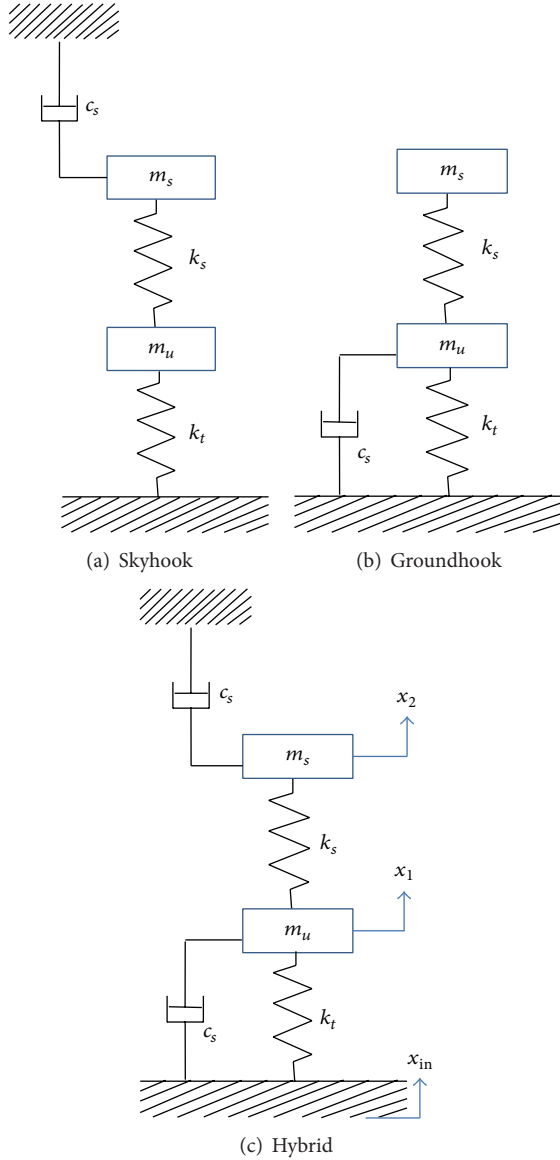 c_s
m_s
m_s
k_s
k_s
m_u
m_u
k_t
k_t
c_s
(a) Skyhook
(b) Groundhook
c_s
x_2
m_s
k_s
x_1
m_u
k_t
c_s
x_in
(c) Hybrid